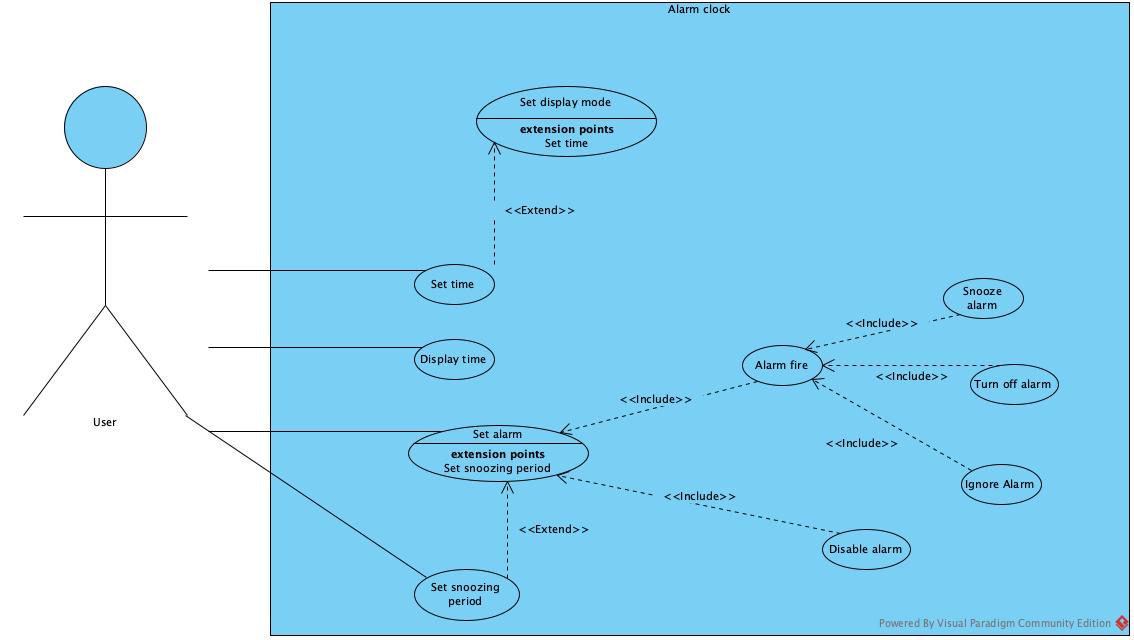 Alarm clock
Set display mode
extension points
Set time
<<Extend>>
Set time
Snooze
alarm
<<Include>>
Display time
Alarm fire
<<Include>>
Turn off alarm
<<Include>>
User
Set alarm
extension points
Set snoozing period
<<Include>>
Ignore Alarm
<<Include>>
<<Extend>>
Disable alarm
Set snoozing
period
Powered By Visual Paradigm Community Edition